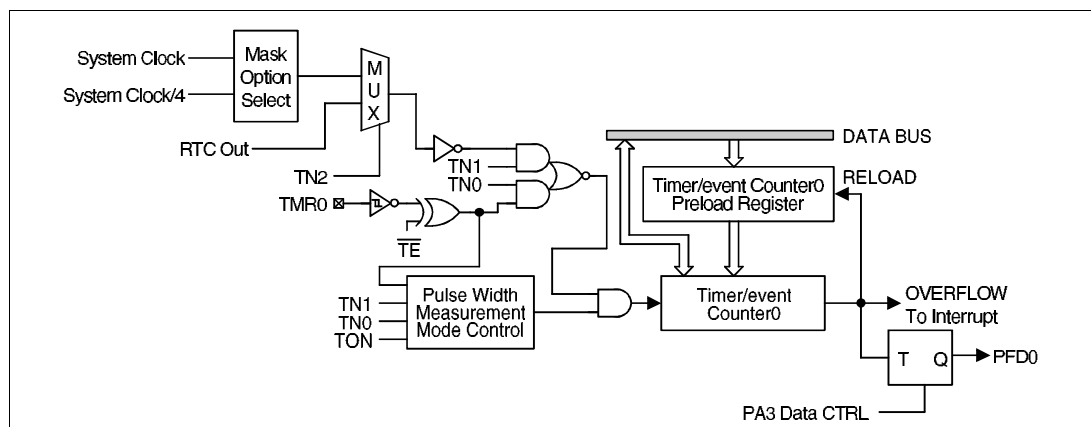 System Clock
System Clock/4
Mask
Option
Select
M
U
X
RTC Out
TN2
TN1
TN0
TMR0
TE
DATA BUS
RELOAD
Timer/event Counter0
Preload Register
TN1
TN0
TON
Pulse Width
Measurement
Mode Control
Timer/event
Counter0
OVERFLOW
To Interrupt
T Q
PFD0
PA3 Data CTRL